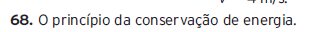 68. O princípio da conservação de energia.